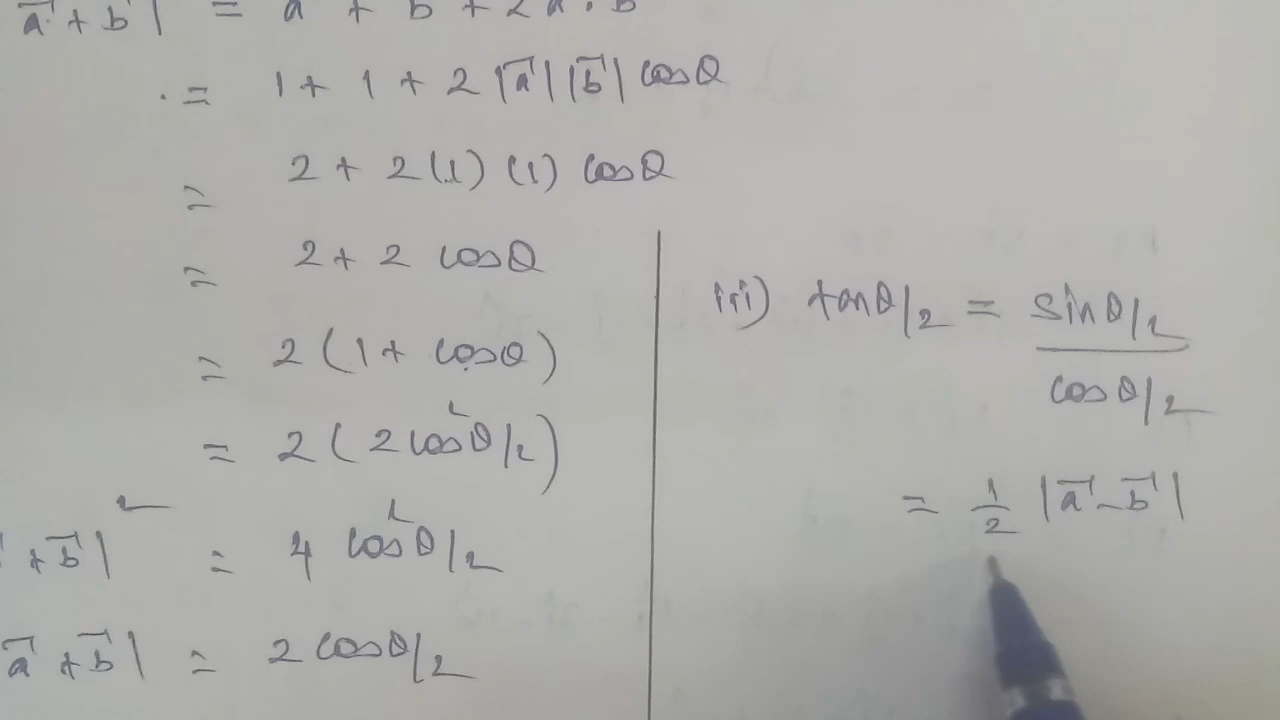 |a⃗ + b⃗| = a + b + 2a⃗·b⃗
= 1 + 1 + 2 |a⃗| |b⃗| cosθ
= 2 + 2(1)(1) cosθ
= 2 + 2 cosθ
= 2(1 + cosθ)
= 2(2cos²θ/2)
+ b⃗|² = 4 cos²θ/2
a⃗ + b⃗| = 2 cosθ/2
iii) tanθ/2 = sinθ/2 / cosθ/2
= 1/2 |a⃗ - b⃗|